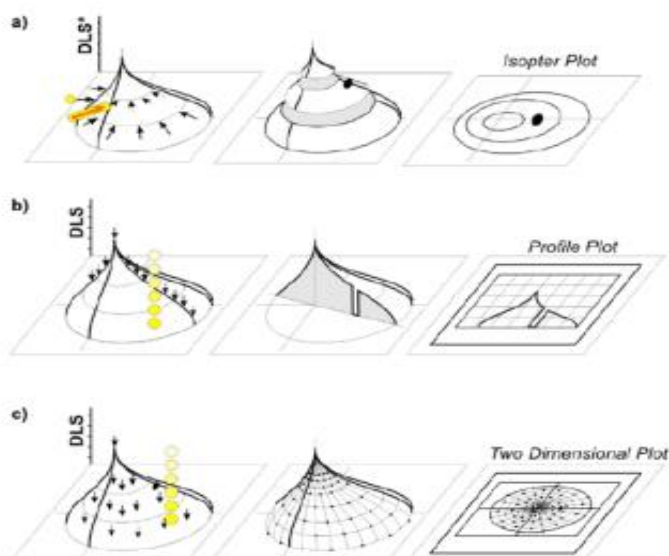 a)
DLS*
Isopter Plot
b)
DLS
Profile Plot
c)
DLS
Two Dimensional Plot